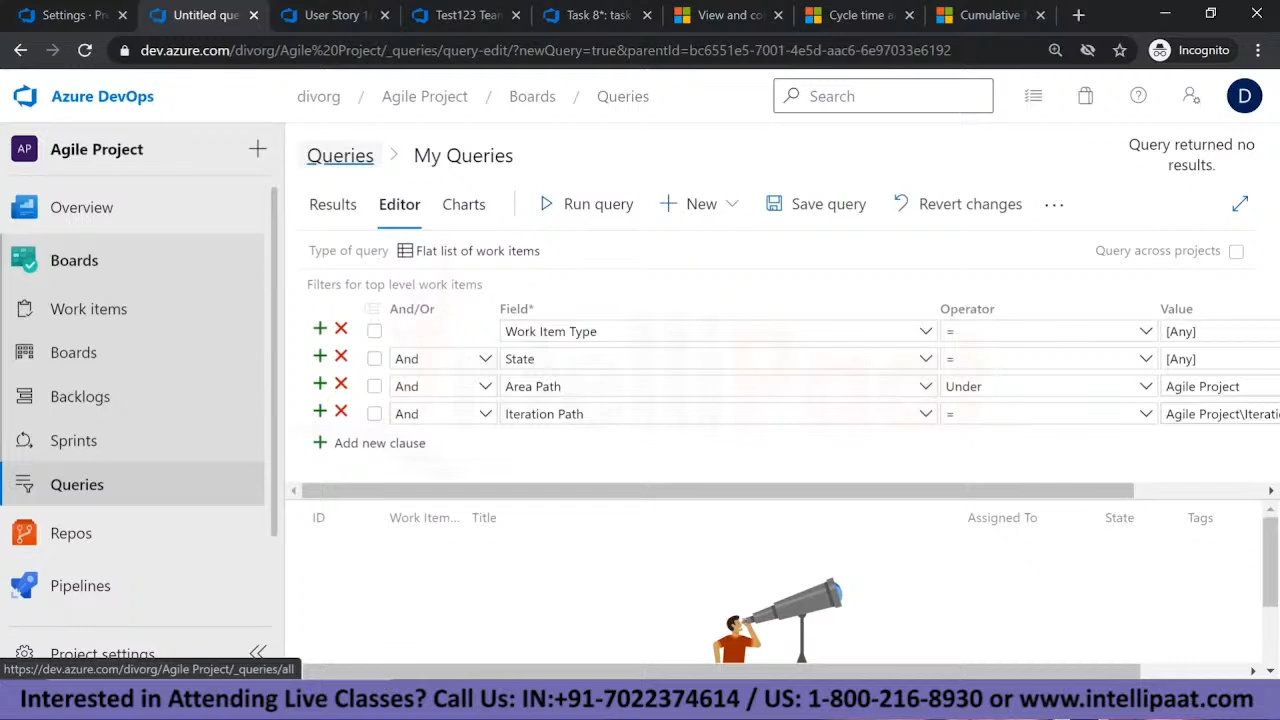 Settings · Pr
Untitled que
User Story 1
Test123 Tean
Task 8*: task
View and co
Cycle time a
Cumulative
dev.azure.com/divorg/Agile%20Project/_queries/query-edit/?newQuery=true&parentId=bc6551e5-7001-4e5d-aac6-6e97033e6192
Incognito
Azure DevOps
divorg / Agile Project / Boards / Queries
Search
D
AP Agile Project
Queries > My Queries
Query returned no
results.
Overview
Results Editor Charts Run query New Save query Revert changes ...
Boards
Type of query Flat list of work items Query across projects
Filters for top level work items
Work items
And/Or Field* Operator Value
Work Item Type = [Any]
Boards
And State = [Any]
And Area Path Under Agile Project
Backlogs
And Iteration Path = Agile Project\Iterati
Sprints
Add new clause
Queries
ID Work Item... Title Assigned To State Tags
Repos
Pipelines
Project settings
https://dev.azure.com/divorg/Agile Project/_queries/all
Interested in Attending Live Classes? Call Us: IN:+91-7022374614 / US: 1-800-216-8930 or www.intellipaat.com